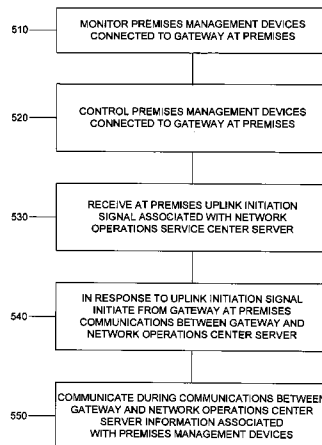 510
MONITOR PREMISES MANAGEMENT DEVICES
CONNECTED TO GATEWAY AT PREMISES
520
CONTROL PREMISES MANAGEMENT DEVICES
CONNECTED TO GATEWAY AT PREMISES
530
RECEIVE AT PREMISES UPLINK INITIATION
SIGNAL ASSOCIATED WITH NETWORK
OPERATIONS SERVICE CENTER SERVER
540
IN RESPONSE TO UPLINK INITIATION SIGNAL
INITIATE FROM GATEWAY AT PREMISES
COMMUNICATIONS BETWEEN GATEWAY AND
NETWORK OPERATIONS CENTER SERVER
550
COMMUNICATE DURING COMMUNICATIONS BETWEEN
GATEWAY AND NETWORK OPERATIONS CENTER
SERVER INFORMATION ASSOCIATED
WITH PREMISES MANAGEMENT DEVICES